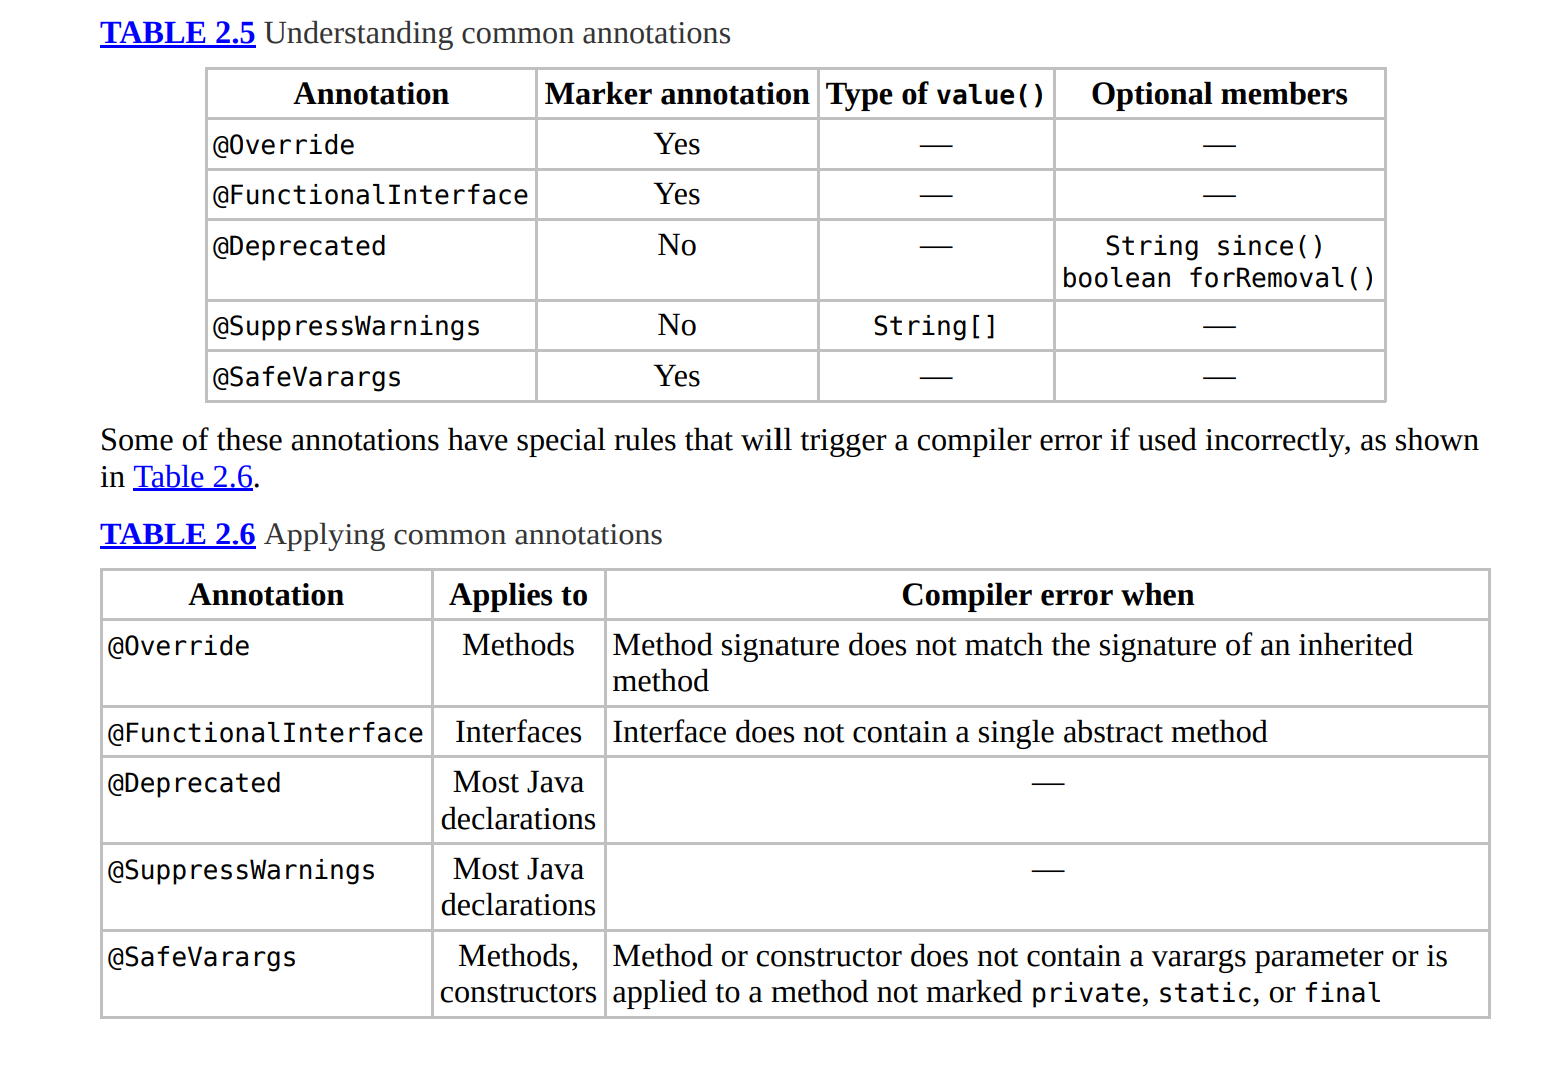 TABLE 2.5 Understanding common annotations
Annotation Marker annotation Type of value() Optional members
@Override Yes — —
@FunctionalInterface Yes — —
@Deprecated No — String since()
boolean forRemoval()
@SuppressWarnings No String[] —
@SafeVarargs Yes — —
Some of these annotations have special rules that will trigger a compiler error if used incorrectly, as shown
in Table 2.6.
TABLE 2.6 Applying common annotations
Annotation Applies to Compiler error when
@Override Methods Method signature does not match the signature of an inherited
method
@FunctionalInterface Interfaces Interface does not contain a single abstract method
@Deprecated Most Java —
declarations
@SuppressWarnings Most Java —
declarations
@SafeVarargs Methods, Method or constructor does not contain a varargs parameter or is
constructors applied to a method not marked private, static, or final